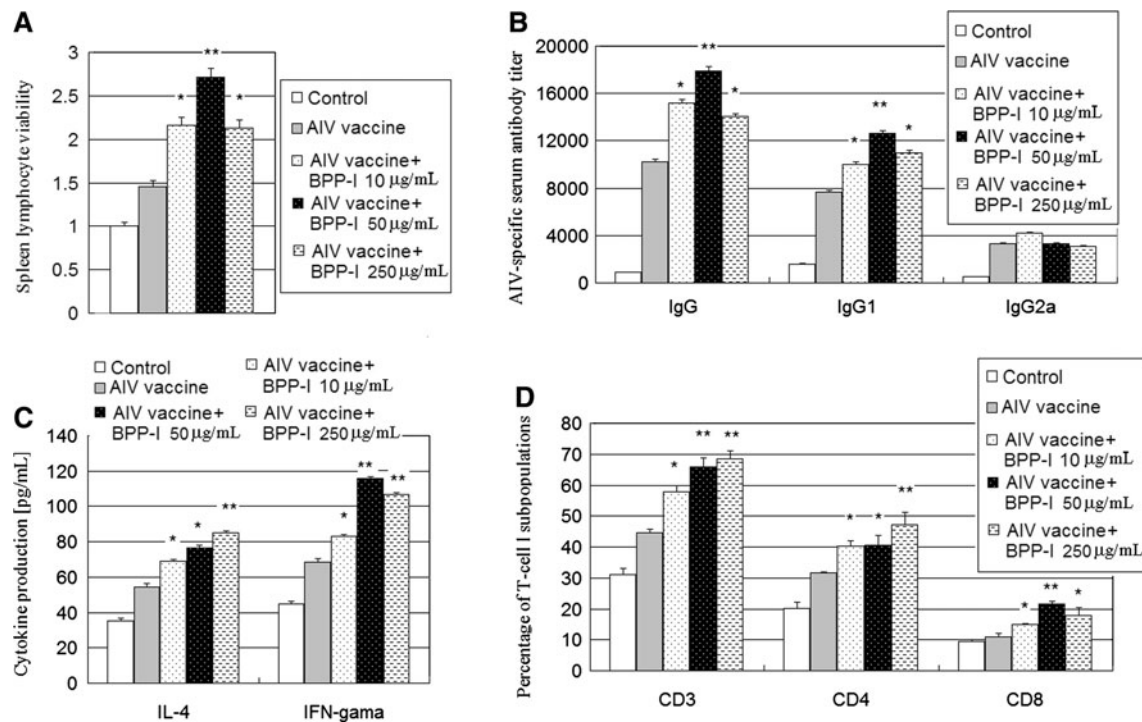 A
3
2.5
2
1.5
1
0.5
0
Spleen lymphocyte viability
*
**
*
Control
AIV vaccine
AIV vaccine+
BPP-I 10 µg/mL
AIV vaccine+
BPP-I 50 µg/mL
AIV vaccine+
BPP-I 250 µg/mL
B
20000
16000
12000
8000
4000
0
AIV-specific serum antibody titer
*
**
*
*
**
*
IgG
IgG1
IgG2a
Control
AIV vaccine
AIV vaccine+
BPP-I 10 µg/mL
AIV vaccine+
BPP-I 50 µg/mL
AIV vaccine+
BPP-I 250 µg/mL
Control
AIV vaccine
AIV vaccine+
BPP-I 50 µg/mL
AIV vaccine+
BPP-I 10 µg/mL
AIV vaccine+
BPP-I 250 µg/mL
C
140
120
100
80
60
40
20
0
Cytokine production [pg/mL]
*
*
**
*
**
**
IL-4
IFN-gama
D
80
70
60
50
40
30
20
10
0
Percentage of T-cell I subpopulations
*
**
**
*
*
**
*
**
*
CD3
CD4
CD8
Control
AIV vaccine
AIV vaccine+
BPP-I 10 µg/mL
AIV vaccine+
BPP-I 50 µg/mL
AIV vaccine+
BPP-I 250 µg/mL